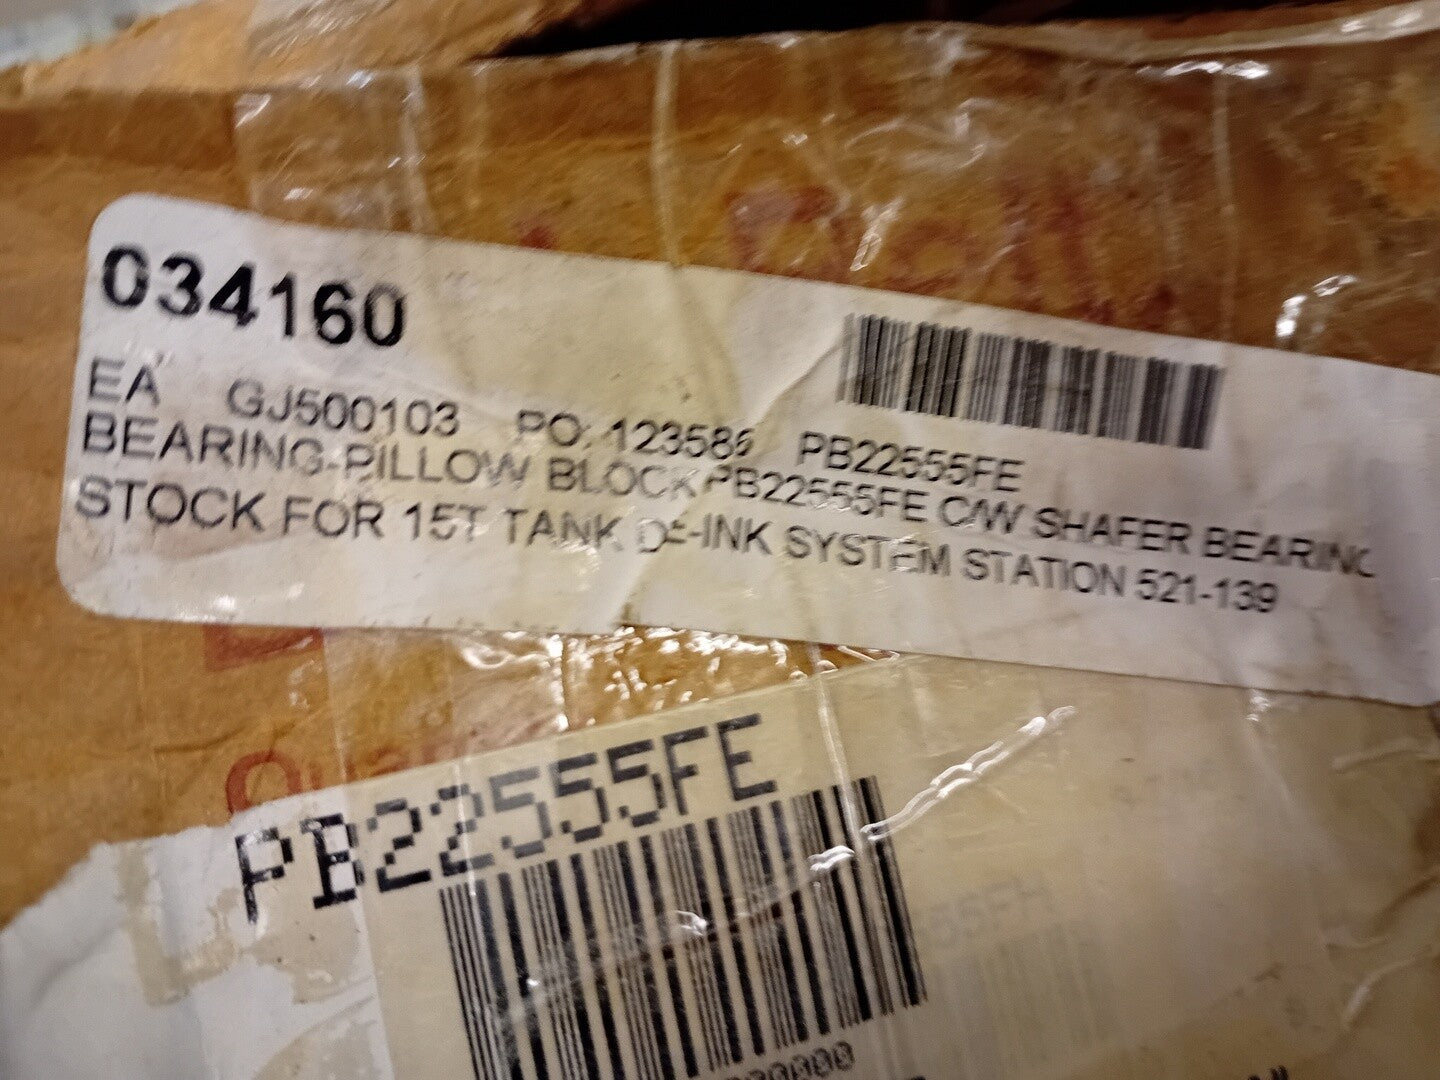 034160
EA GJ500103 PO: 123586 PB22555FE
BEARING-PILLOW BLOCK PB22555FE C/W SHAFER BEARING
STOCK FOR 15T TANK DE-INK SYSTEM STATION 521-139
PB22555FE